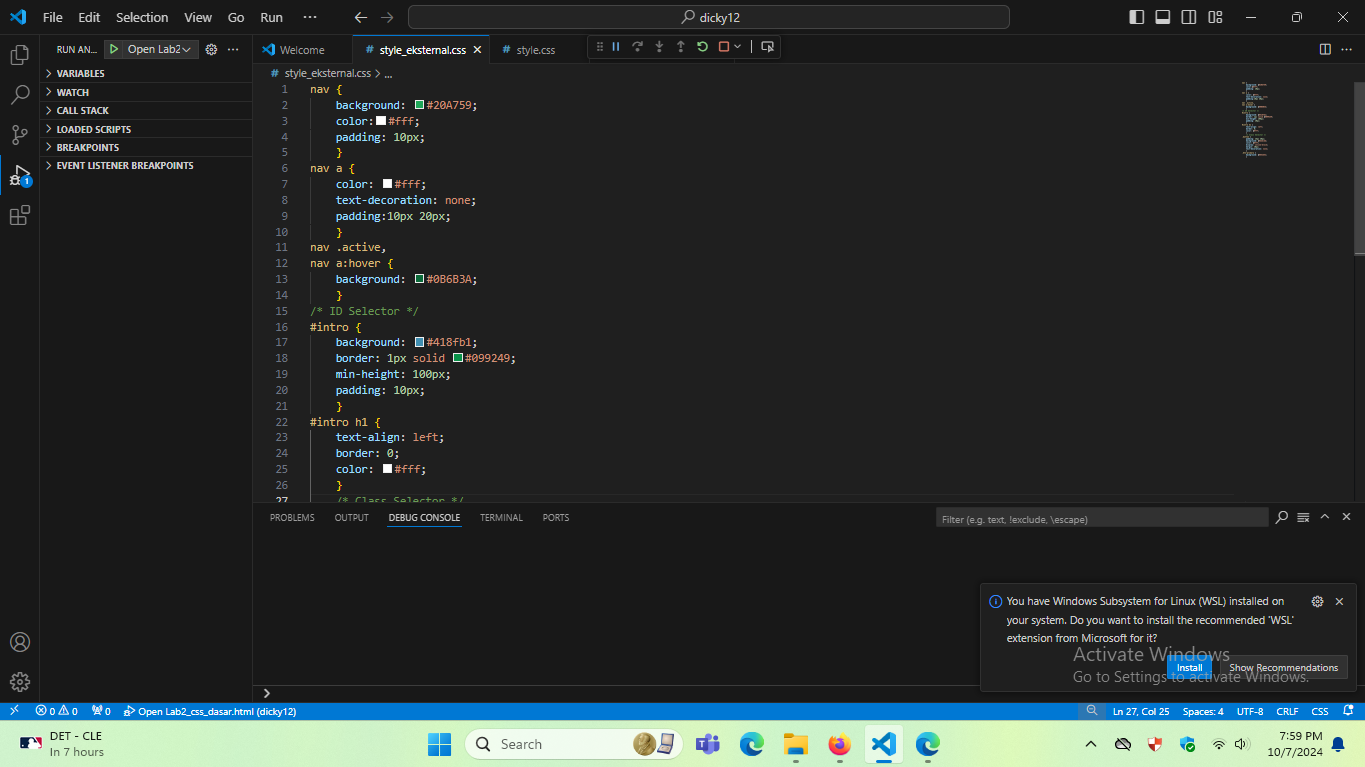 File Edit Selection View Go Run ··· dicky12
RUN AN... Open Lab2 ···
Welcome style_eksternal.css style.css
VARIABLES
WATCH
CALL STACK
LOADED SCRIPTS
BREAKPOINTS
EVENT LISTENER BREAKPOINTS
# style_eksternal.css > ...
1 nav {
2 background: #20A759;
3 color:#fff;
4 padding: 10px;
5 }
6 nav a {
7 color: #fff;
8 text-decoration: none;
9 padding:10px 20px;
10 }
11 nav .active,
12 nav a:hover {
13 background: #0B6B3A;
14 }
15 /* ID Selector */
16 #intro {
17 background: #418fb1;
18 border: 1px solid #099249;
19 min-height: 100px;
20 padding: 10px;
21 }
22 #intro h1 {
23 text-align: left;
24 border: 0;
25 color: #fff;
26 }
27 /* Class Selector */
PROBLEMS OUTPUT DEBUG CONSOLE TERMINAL PORTS
Filter (e.g. text, !exclude, \escape)
You have Windows Subsystem for Linux (WSL) installed on
your system. Do you want to install the recommended 'WSL'
extension from Microsoft for it?
Install Show Recommendations
Activate Windows
Go to Settings to activate Windows.
0 0 0 Open Lab2_css_dasar.html (dicky12)
Ln 27, Col 25 Spaces: 4 UTF-8 CRLF CSS
DET - CLE
In 7 hours
Search
7:59 PM
10/7/2024